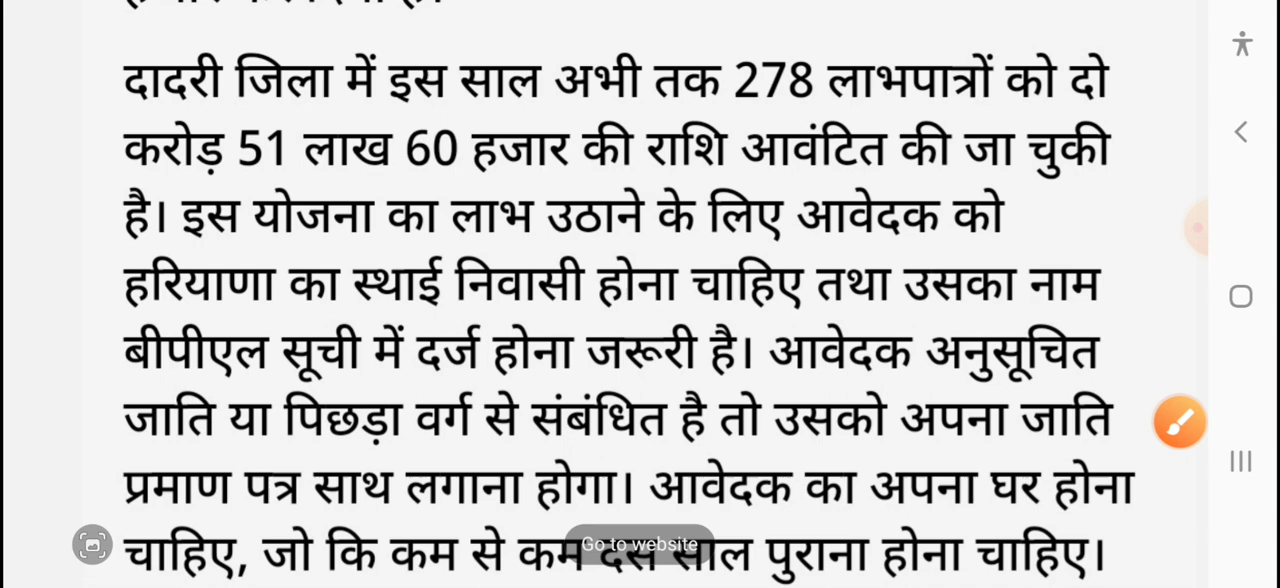 दादरी जिला में इस साल अभी तक 278 लाभपात्रों को दो
करोड़ 51 लाख 60 हजार की राशि आवंटित की जा चुकी
है। इस योजना का लाभ उठाने के लिए आवेदक को
हरियाणा का स्थाई निवासी होना चाहिए तथा उसका नाम
बीपीएल सूची में दर्ज होना जरूरी है। आवेदक अनुसूचित
जाति या पिछड़ा वर्ग से संबंधित है तो उसको अपना जाति
प्रमाण पत्र साथ लगाना होगा। आवेदक का अपना घर होना
चाहिए, जो कि कम से कम दस साल पुराना होना चाहिए।
Go to website